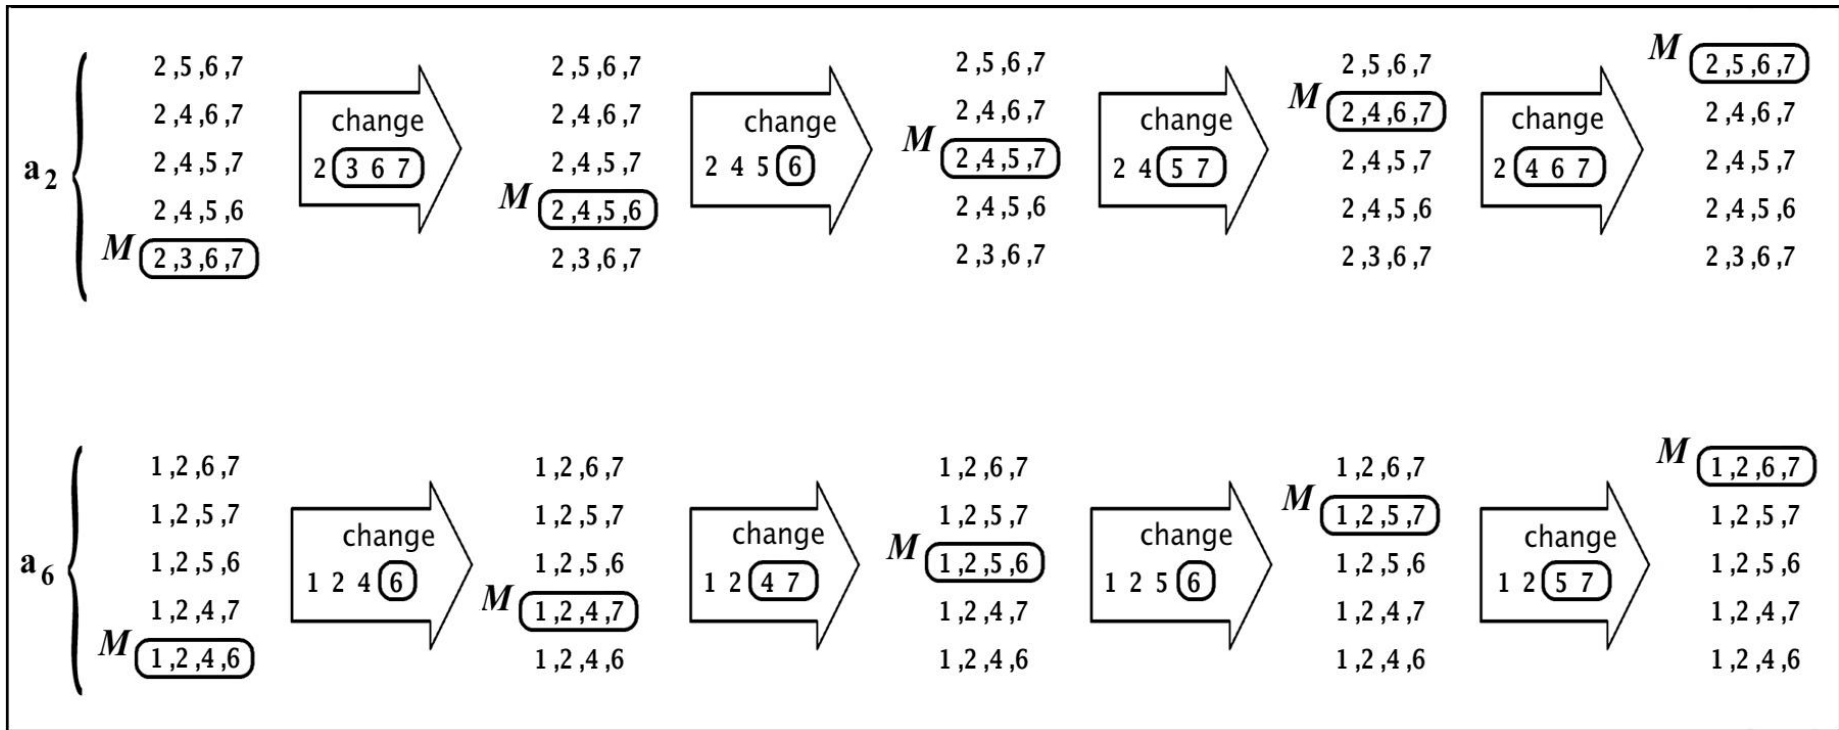 a2
2 ,5 ,6 ,7
2 ,4 ,6 ,7
2 ,4 ,5 ,7
2 ,4 ,5 ,6
M 2 ,3 ,6 ,7
change
2 3 6 7
2 ,5 ,6 ,7
2 ,4 ,6 ,7
2 ,4 ,5 ,7
M 2 ,4 ,5 ,6
2 ,3 ,6 ,7
change
2 4 5 6
2 ,5 ,6 ,7
2 ,4 ,6 ,7
M 2 ,4 ,5 ,7
2 ,4 ,5 ,6
2 ,3 ,6 ,7
change
2 4 5 7
2 ,5 ,6 ,7
M 2 ,4 ,6 ,7
2 ,4 ,5 ,7
2 ,4 ,5 ,6
2 ,3 ,6 ,7
change
2 4 6 7
M 2 ,5 ,6 ,7
2 ,4 ,6 ,7
2 ,4 ,5 ,7
2 ,4 ,5 ,6
2 ,3 ,6 ,7
a6
1 ,2 ,6 ,7
1 ,2 ,5 ,7
1 ,2 ,5 ,6
1 ,2 ,4 ,7
M 1 ,2 ,4 ,6
change
1 2 4 6
1 ,2 ,6 ,7
1 ,2 ,5 ,7
1 ,2 ,5 ,6
M 1 ,2 ,4 ,7
1 ,2 ,4 ,6
change
1 2 4 7
1 ,2 ,6 ,7
1 ,2 ,5 ,7
M 1 ,2 ,5 ,6
1 ,2 ,4 ,7
1 ,2 ,4 ,6
change
1 2 5 6
1 ,2 ,6 ,7
M 1 ,2 ,5 ,7
1 ,2 ,5 ,6
1 ,2 ,4 ,7
1 ,2 ,4 ,6
change
1 2 5 7
M 1 ,2 ,6 ,7
1 ,2 ,5 ,7
1 ,2 ,5 ,6
1 ,2 ,4 ,7
1 ,2 ,4 ,6